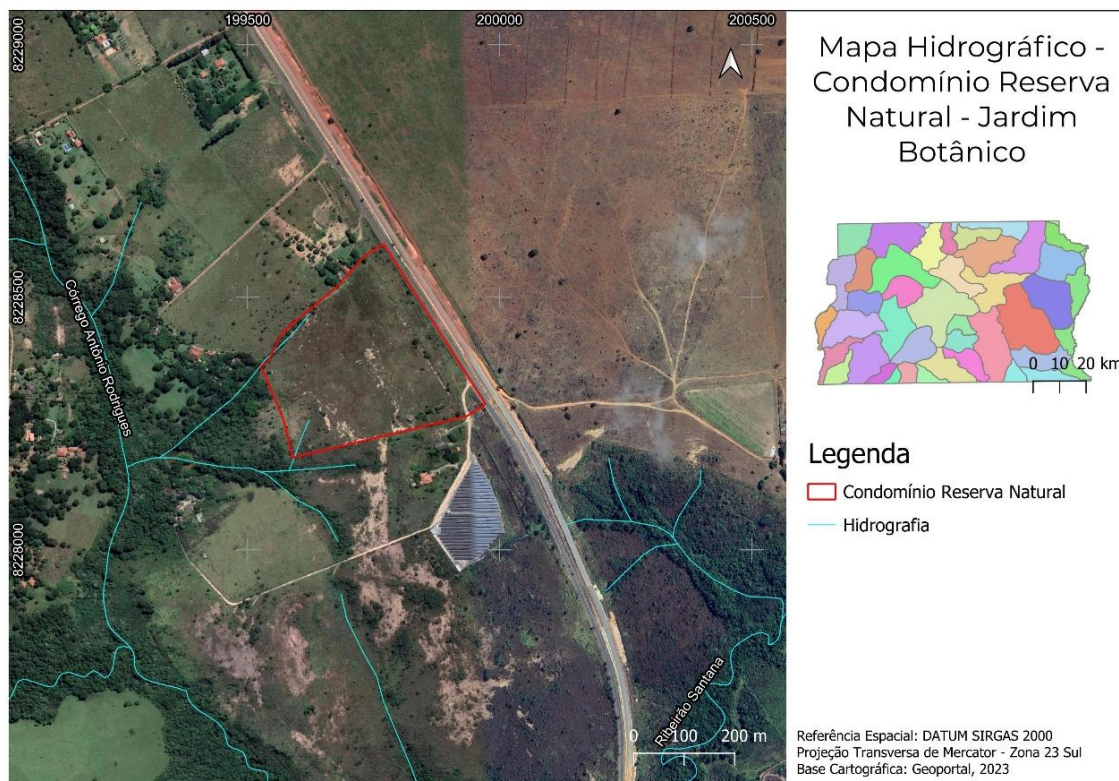 199500
200000
200500
8229000
8228500
8228000
Córrego Antônio Rodrigues
Ribeirão Santana
0 100 200 m
Mapa Hidrográfico -
Condomínio Reserva
Natural - Jardim
Botânico
0 10 20 km
Legenda
Condomínio Reserva Natural
Hidrografia
Referência Espacial: DATUM SIRGAS 2000
Projeção Transversa de Mercator - Zona 23 Sul
Base Cartográfica: Geoportal, 2023